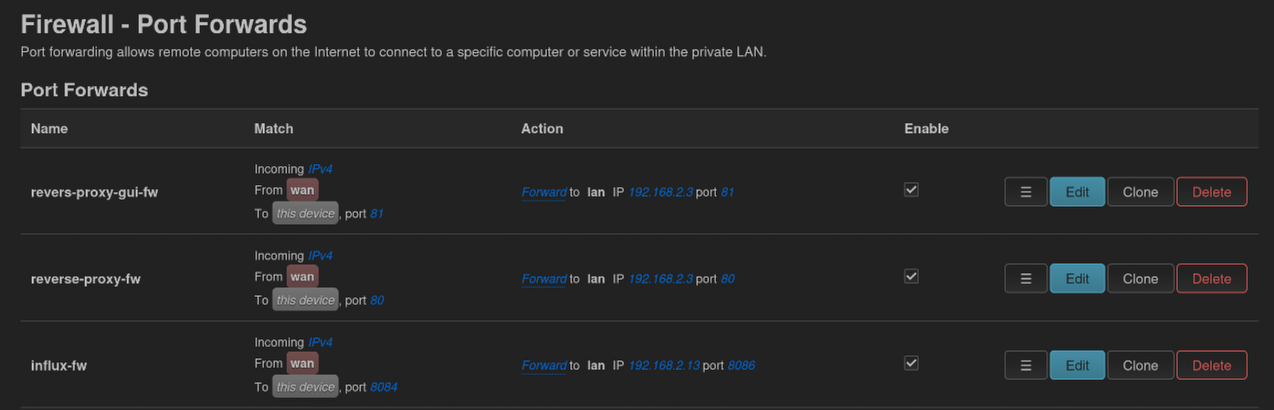 Firewall - Port Forwards
Port forwarding allows remote computers on the Internet to connect to a specific computer or service within the private LAN.
Port Forwards
Name Match Action Enable
Incoming IPv4
From wan
To this device, port 81
revers-proxy-gui-fw
Forward to lan IP 192.168.2.3 port 81
☰ Edit Clone Delete
Incoming IPv4
From wan
To this device, port 80
reverse-proxy-fw
Forward to lan IP 192.168.2.3 port 80
☰ Edit Clone Delete
Incoming IPv4
From wan
To this device, port 8084
influx-fw
Forward to lan IP 192.168.2.13 port 8086
☰ Edit Clone Delete